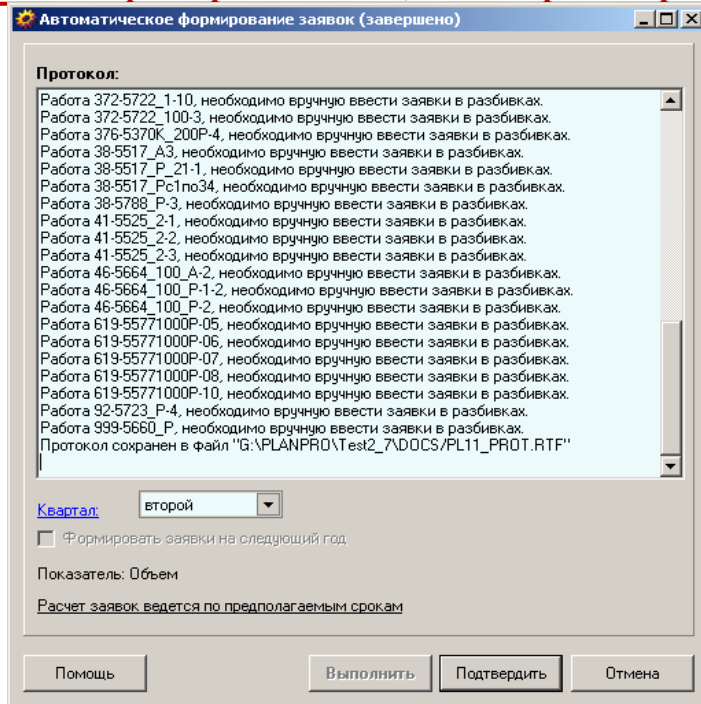 Автоматическое формирование заявок (завершено)
Протокол:
Работа 372-5722_1-10, необходимо вручную ввести заявки в разбивках.
Работа 372-5722_100-3, необходимо вручную ввести заявки в разбивках.
Работа 376-5370К_200Р-4, необходимо вручную ввести заявки в разбивках.
Работа 38-5517_А3, необходимо вручную ввести заявки в разбивках.
Работа 38-5517_Р_21-1, необходимо вручную ввести заявки в разбивках.
Работа 38-5517_Рс1по34, необходимо вручную ввести заявки в разбивках.
Работа 38-5788_Р-3, необходимо вручную ввести заявки в разбивках.
Работа 41-5525_2-1, необходимо вручную ввести заявки в разбивках.
Работа 41-5525_2-2, необходимо вручную ввести заявки в разбивках.
Работа 41-5525_2-3, необходимо вручную ввести заявки в разбивках.
Работа 46-5664_100_А-2, необходимо вручную ввести заявки в разбивках.
Работа 46-5664_100_Р-1-2, необходимо вручную ввести заявки в разбивках.
Работа 46-5664_100_Р-2, необходимо вручную ввести заявки в разбивках.
Работа 619-55771000Р-05, необходимо вручную ввести заявки в разбивках.
Работа 619-55771000Р-06, необходимо вручную ввести заявки в разбивках.
Работа 619-55771000Р-07, необходимо вручную ввести заявки в разбивках.
Работа 619-55771000Р-08, необходимо вручную ввести заявки в разбивках.
Работа 619-55771000Р-10, необходимо вручную ввести заявки в разбивках.
Работа 92-5723_Р-4, необходимо вручную ввести заявки в разбивках.
Работа 999-5660_Р, необходимо вручную ввести заявки в разбивках.
Протокол сохранен в файл "G:\PLANPRO\Test2_7\DOCS/PL11_PROT.RTF"
Квартал: второй
Формировать заявки на следующий год
Показатель: Объем
Расчет заявок ведется по предполагаемым срокам
Помощь Выполнить Подтвердить Отмена